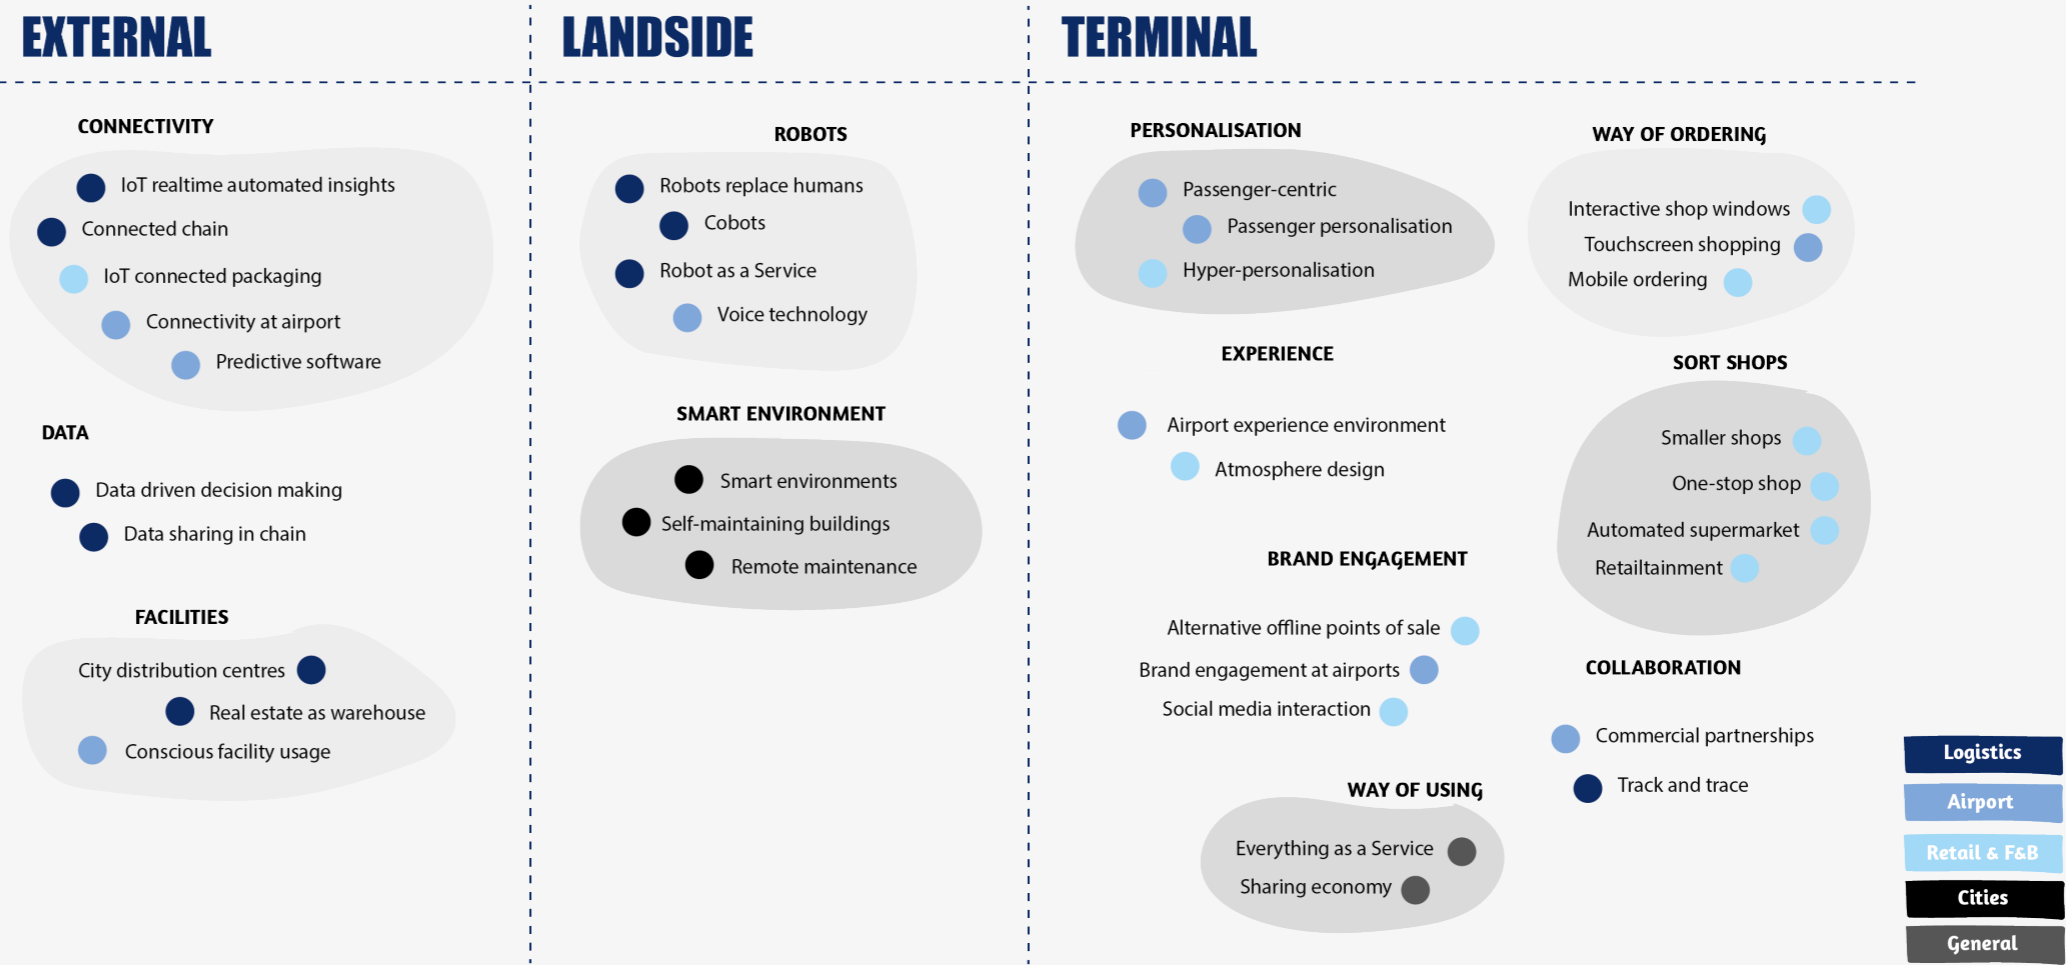 EXTERNAL
CONNECTIVITY
IoT realtime automated insights
Connected chain
IoT connected packaging
Connectivity at airport
Predictive software
DATA
Data driven decision making
Data sharing in chain
FACILITIES
City distribution centres
Real estate as warehouse
Conscious facility usage
LANDSIDE
ROBOTS
Robots replace humans
Cobots
Robot as a Service
Voice technology
SMART ENVIRONMENT
Smart environments
Self-maintaining buildings
Remote maintenance
TERMINAL
PERSONALISATION
Passenger-centric
Passenger personalisation
Hyper-personalisation
EXPERIENCE
Airport experience environment
Atmosphere design
BRAND ENGAGEMENT
Alternative offline points of sale
Brand engagement at airports
Social media interaction
WAY OF USING
Everything as a Service
Sharing economy
WAY OF ORDERING
Interactive shop windows
Touchscreen shopping
Mobile ordering
SORT SHOPS
Smaller shops
One-stop shop
Automated supermarket
Retailtainment
COLLABORATION
Commercial partnerships
Track and trace
Logistics
Airport
Retail & F&B
Cities
General